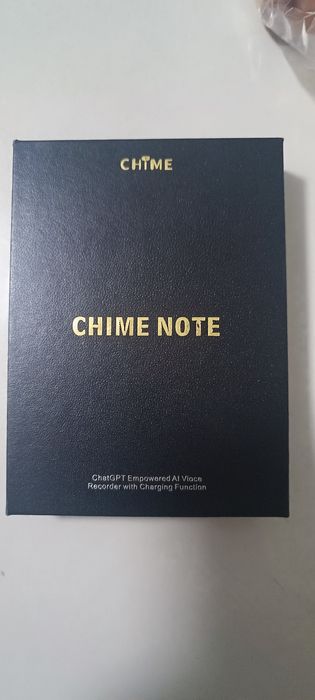 CHIME
CHIME NOTE
ChatGPT Empowered AI Vioce
Recorder with Charging Function